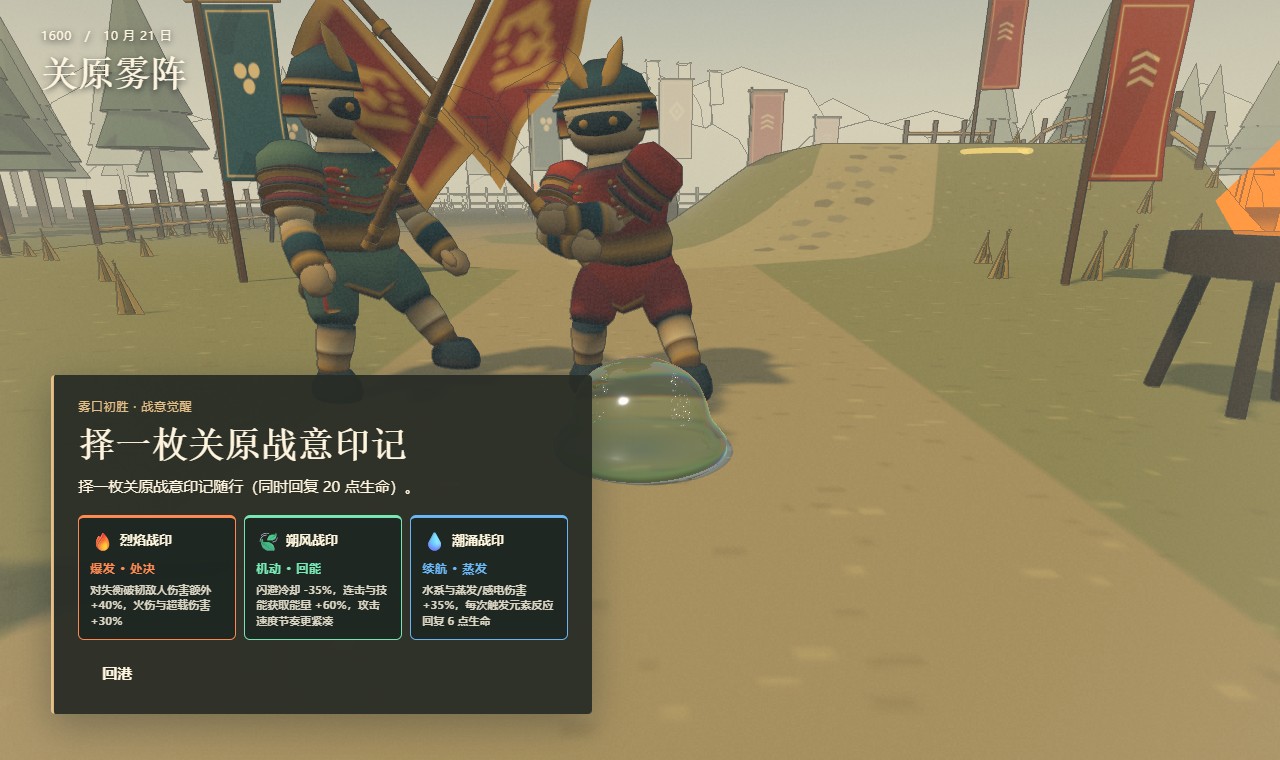 1600 / 10 月 21 日
关原雾阵
雾口初胜 · 战意觉醒
择一枚关原战意印记
择一枚关原战意印记随行（同时回复 20 点生命）。
烈焰战印
爆发 · 处决
对失衡破韧敌人伤害额外
+40%，火伤与超载伤害
+30%
朔风战印
机动 · 回能
闪避冷却 -35%，连击与技
能获取能量 +60%，攻击
速度节奏更紧凑
潮涌战印
续航 · 蒸发
水系与蒸发/感电伤害
+35%，每次触发元素反应
回复 6 点生命
回港